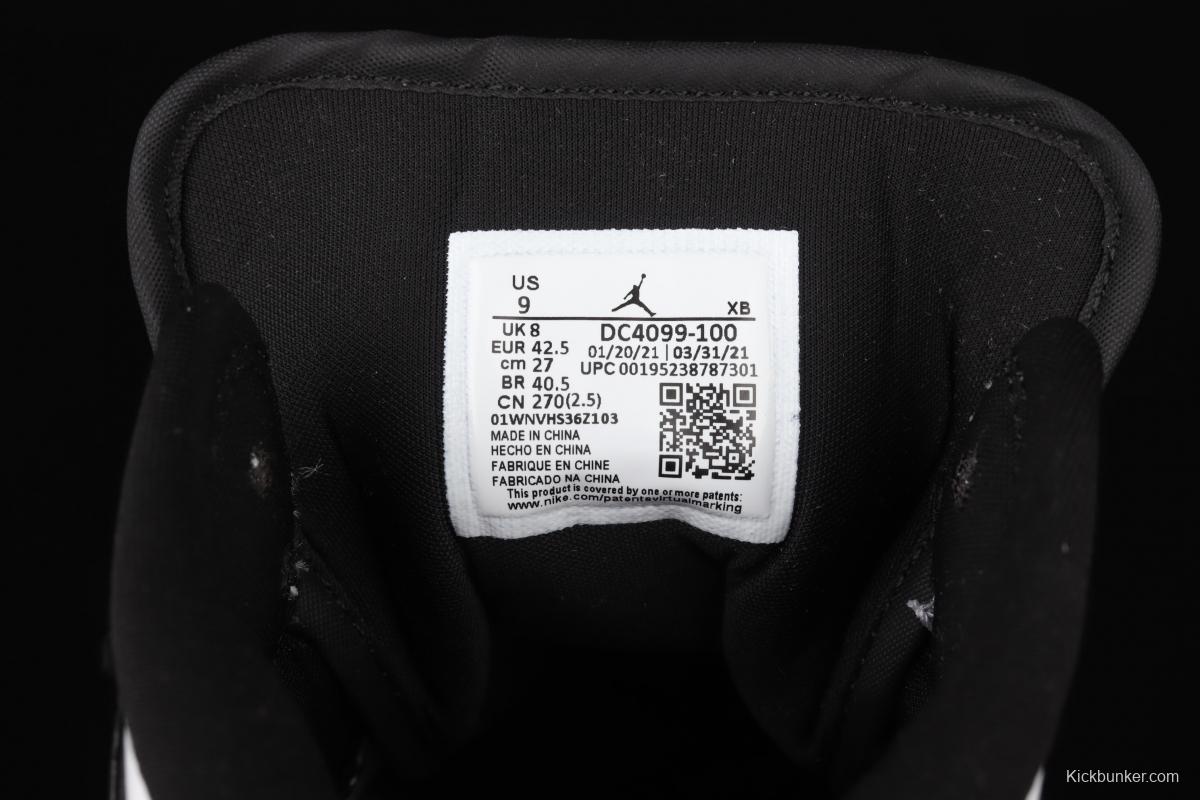 US
9
XB
UK 8
EUR 42.5
cm 27
BR 40.5
CN 270(2.5)
DC4099-100
01/20/21 | 03/31/21
UPC 00195238787301
01WNVHS36Z103
MADE IN CHINA
HECHO EN CHINA
FABRIQUE EN CHINE
FABRICADO NA CHINA
This product is covered by one or more patents:
www.nike.com/patentsvirtualmarking
Kickbunker.com